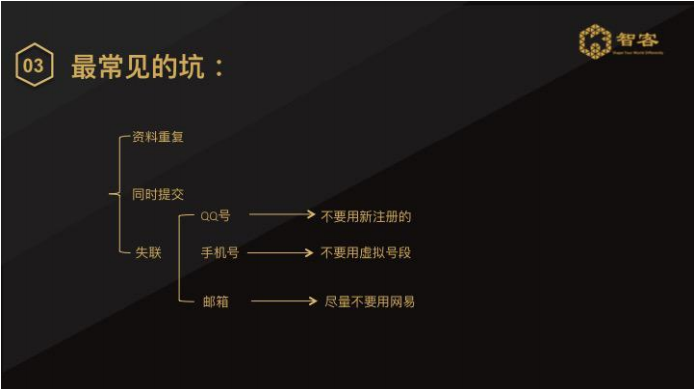 03
最常见的坑：
智客
资料重复
同时提交
失联
QQ号
不要用新注册的
手机号
不要用虚拟号段
邮箱
尽量不要用网易